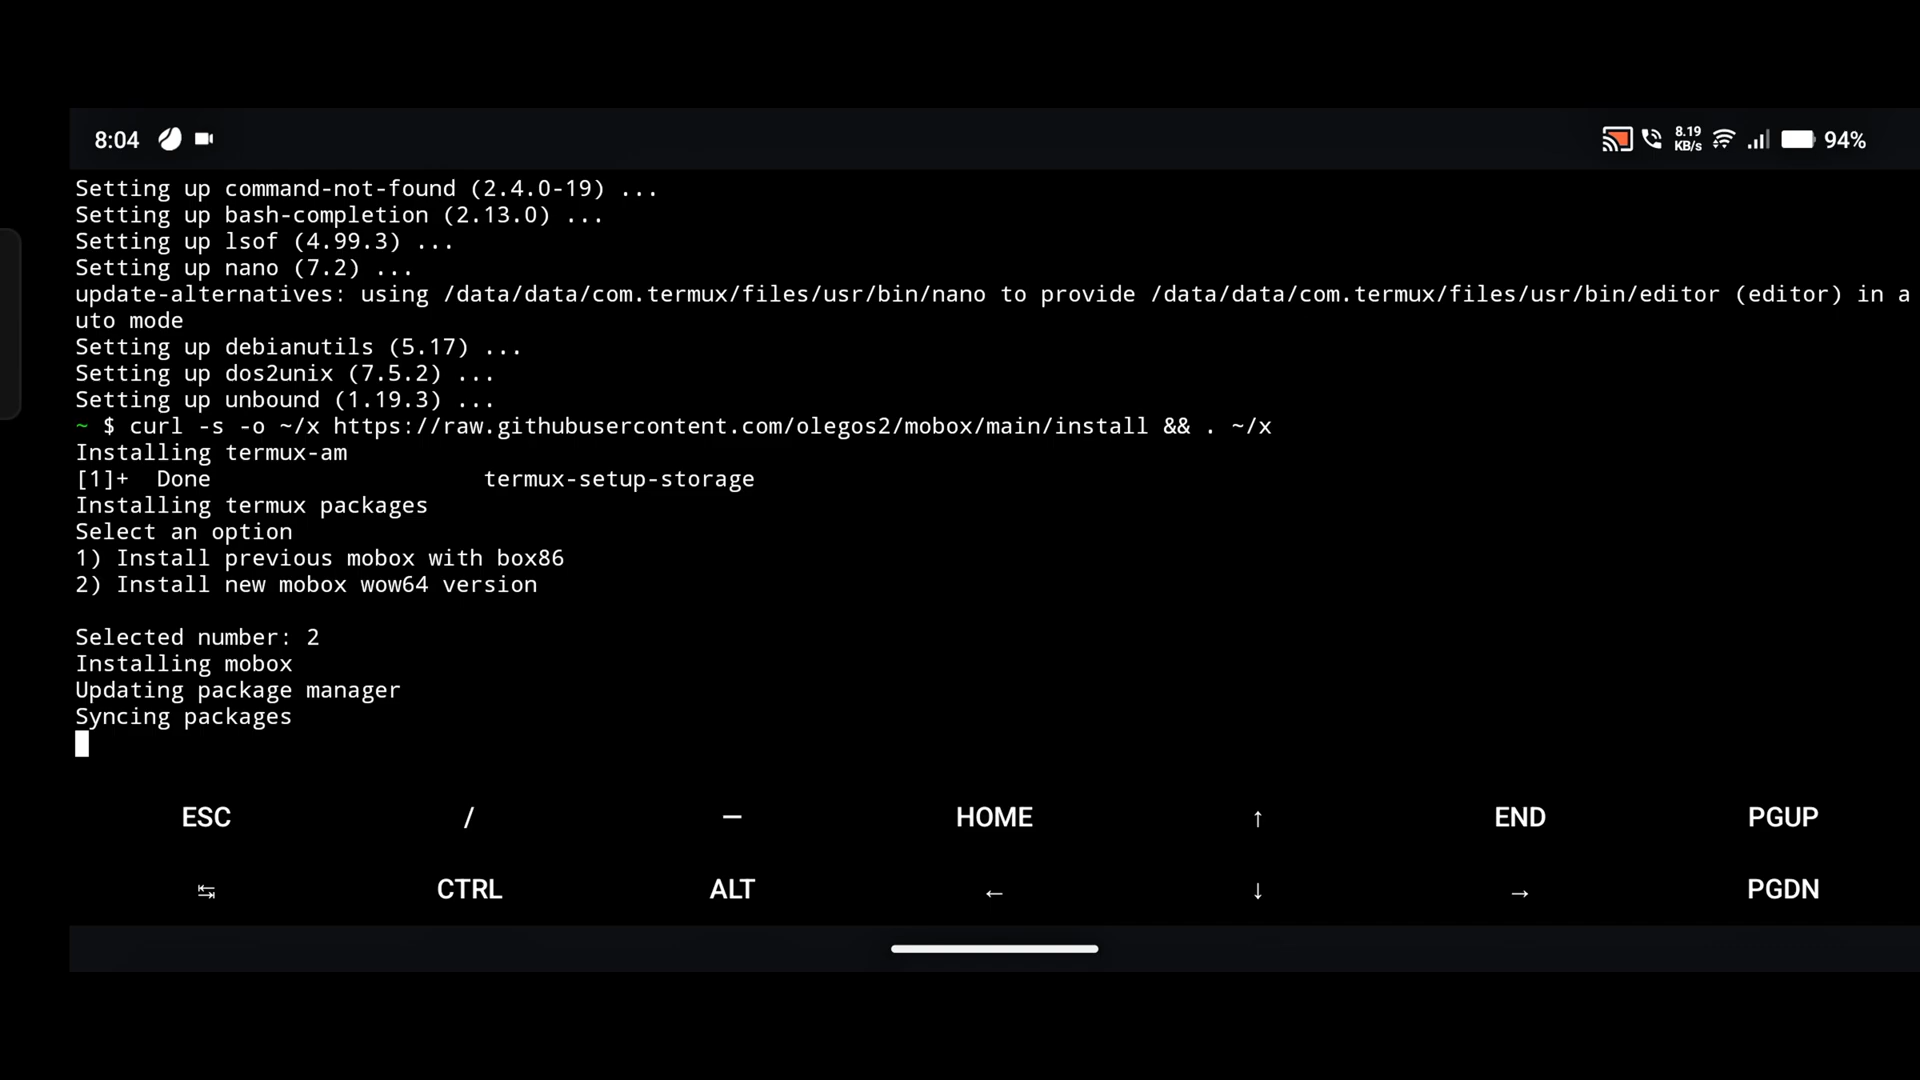 8:04 8.19 KB/s 94%
Setting up command-not-found (2.4.0-19) ...
Setting up bash-completion (2.13.0) ...
Setting up lsof (4.99.3) ...
Setting up nano (7.2) ...
update-alternatives: using /data/data/com.termux/files/usr/bin/nano to provide /data/data/com.termux/files/usr/bin/editor (editor) in a
uto mode
Setting up debianutils (5.17) ...
Setting up dos2unix (7.5.2) ...
Setting up unbound (1.19.3) ...
~ $ curl -s -o ~/x https://raw.githubusercontent.com/olegos2/mobox/main/install && . ~/x
Installing termux-am
[1]+  Done                    termux-setup-storage
Installing termux packages
Select an option
1) Install previous mobox with box86
2) Install new mobox wow64 version
Selected number: 2
Installing mobox
Updating package manager
Syncing packages
ESC / — HOME ↑ END PGUP
↹ CTRL ALT ← ↓ → PGDN